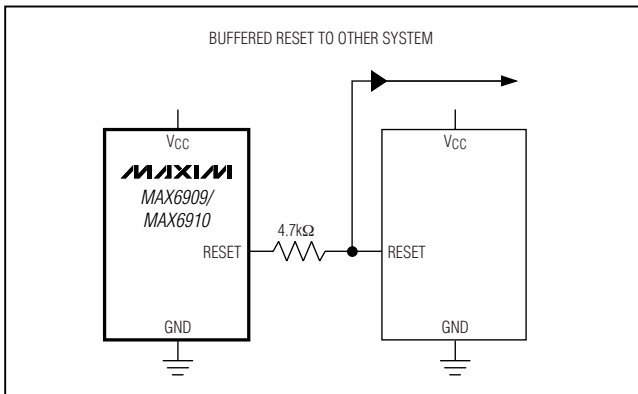 BUFFERED RESET TO OTHER SYSTEM
VCC
MAXIM
MAX6909/
MAX6910
RESET
GND
4.7kΩ
VCC
RESET
GND